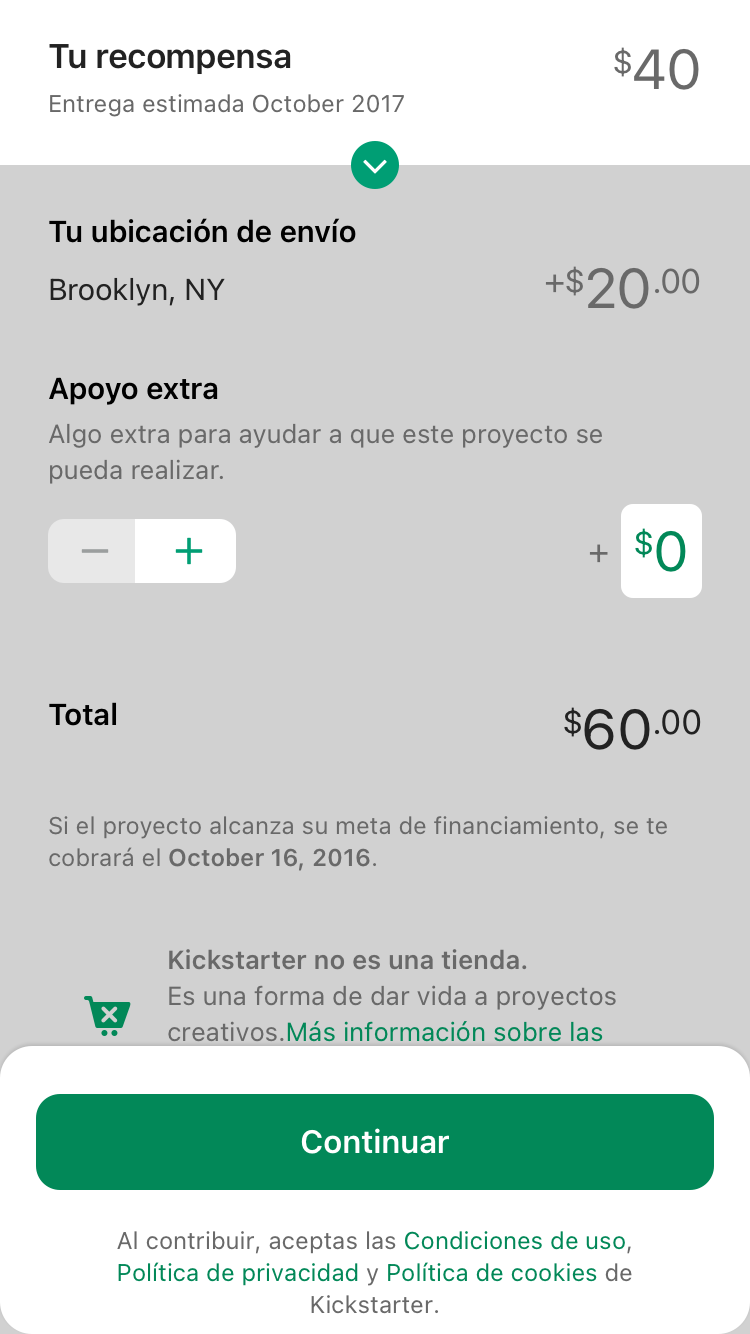 Tu recompensa
$40
Entrega estimada October 2017
Tu ubicación de envío
Brooklyn, NY
+$20.00
Apoyo extra
Algo extra para ayudar a que este proyecto se
pueda realizar.
− +
+ $0
Total
$60.00
Si el proyecto alcanza su meta de financiamiento, se te
cobrará el October 16, 2016.
Kickstarter no es una tienda.
Es una forma de dar vida a proyectos
creativos.Más información sobre las
Continuar
Al contribuir, aceptas las Condiciones de uso,
Política de privacidad y Política de cookies de
Kickstarter.